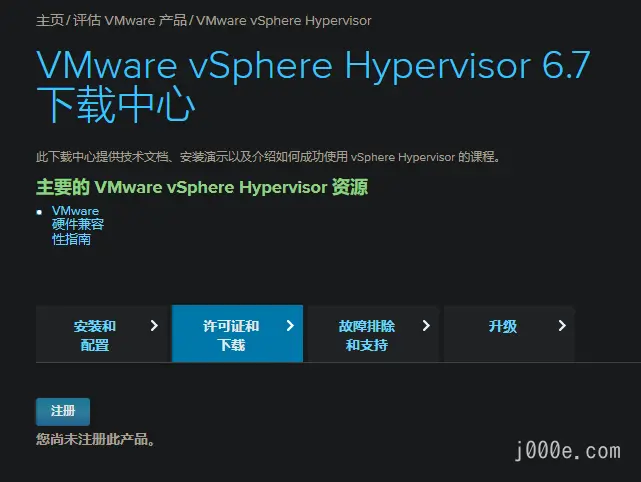 主页 / 评估 VMware 产品 / VMware vSphere Hypervisor
VMware vSphere Hypervisor 6.7
下载中心
此下载中心提供技术文档、安装演示以及介绍如何成功使用 vSphere Hypervisor 的课程。
主要的 VMware vSphere Hypervisor 资源
VMware
硬件兼容
性指南
安装和
配置
许可证和
下载
故障排除
和支持
升级
注册
您尚未注册此产品。
j000e.com